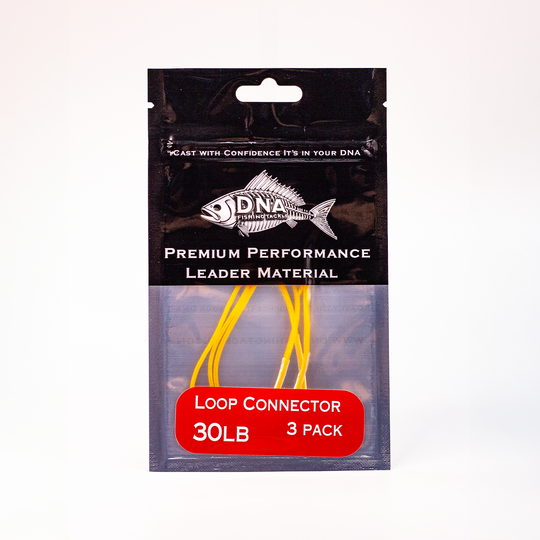 Cast with Confidence It's in your DNA
DNA
FISHING TACKLE
Premium Performance
Leader Material
Loop Connector
30LB
3 PACK